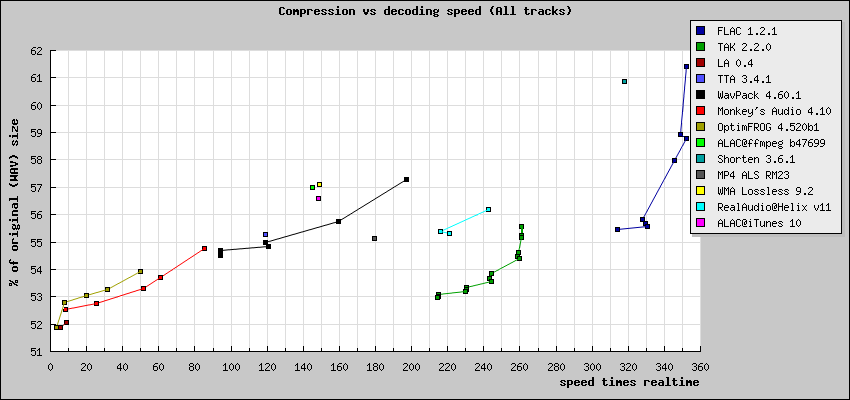 Compression vs decoding speed (All tracks)
FLAC 1.2.1
TAK 2.2.0
LA 0.4
TTA 3.4.1
WavPack 4.60.1
Monkey's Audio 4.10
OptimFROG 4.520b1
ALAC@ffmpeg b47699
Shorten 3.6.1
MP4 ALS RM23
WMA Lossless 9.2
RealAudio@Helix v11
ALAC@iTunes 10
% of original (WAV) size
62
61
60
59
58
57
56
55
54
53
52
51
0 20 40 60 80 100 120 140 160 180 200 220 240 260 280 300 320 340 360
speed times realtime